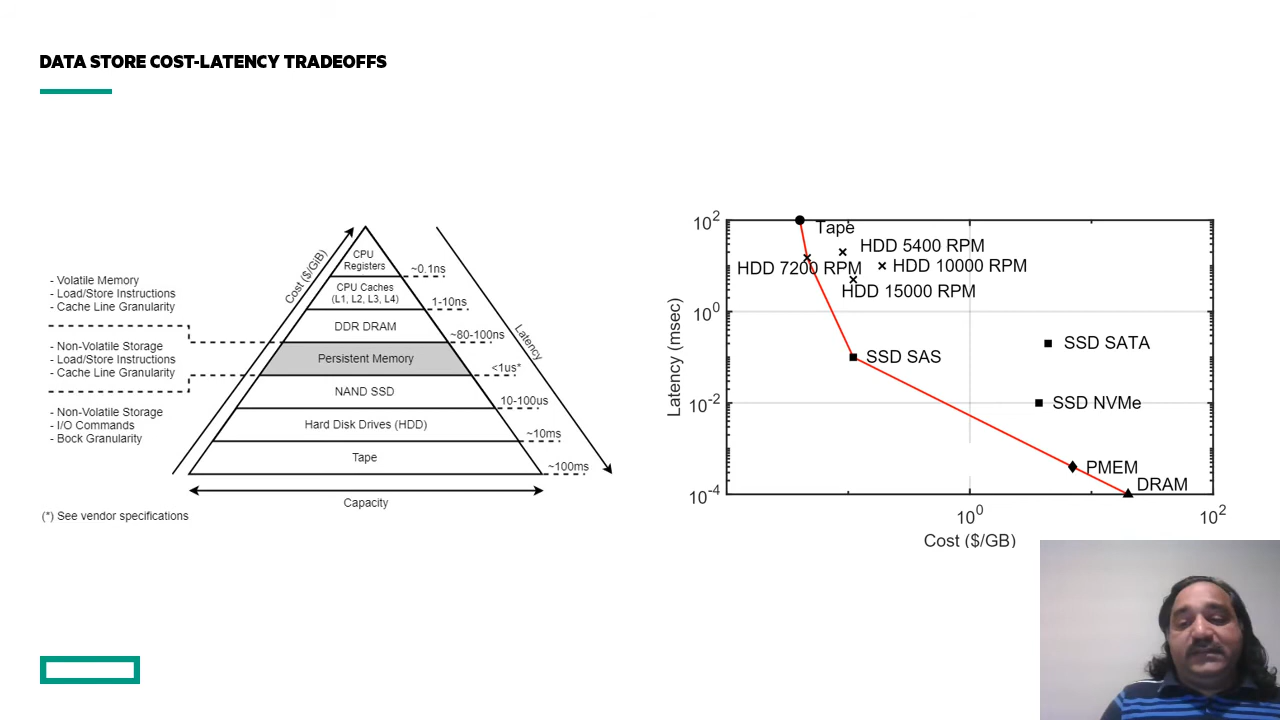 DATA STORE COST-LATENCY TRADEOFFS
- Volatile Memory
- Load/Store Instructions
- Cache Line Granularity
- Non-Volatile Storage
- Load/Store Instructions
- Cache Line Granularity
- Non-Volatile Storage
- I/O Commands
- Bock Granularity
(*) See vendor specifications
Cost ($/GiB)
CPU
Registers
CPU Caches
(L1, L2, L3, L4)
DDR DRAM
Persistent Memory
NAND SSD
Hard Disk Drives (HDD)
Tape
Capacity
~0.1ns
1-10ns
~80-100ns
<1us*
10-100us
~10ms
~100ms
Latency
Latency (msec)
10²
10⁰
10⁻²
10⁻⁴
Tape
HDD 5400 RPM
HDD 7200 RPM
HDD 10000 RPM
HDD 15000 RPM
SSD SAS
SSD SATA
SSD NVMe
PMEM
DRAM
10⁰
10²
Cost ($/GB)